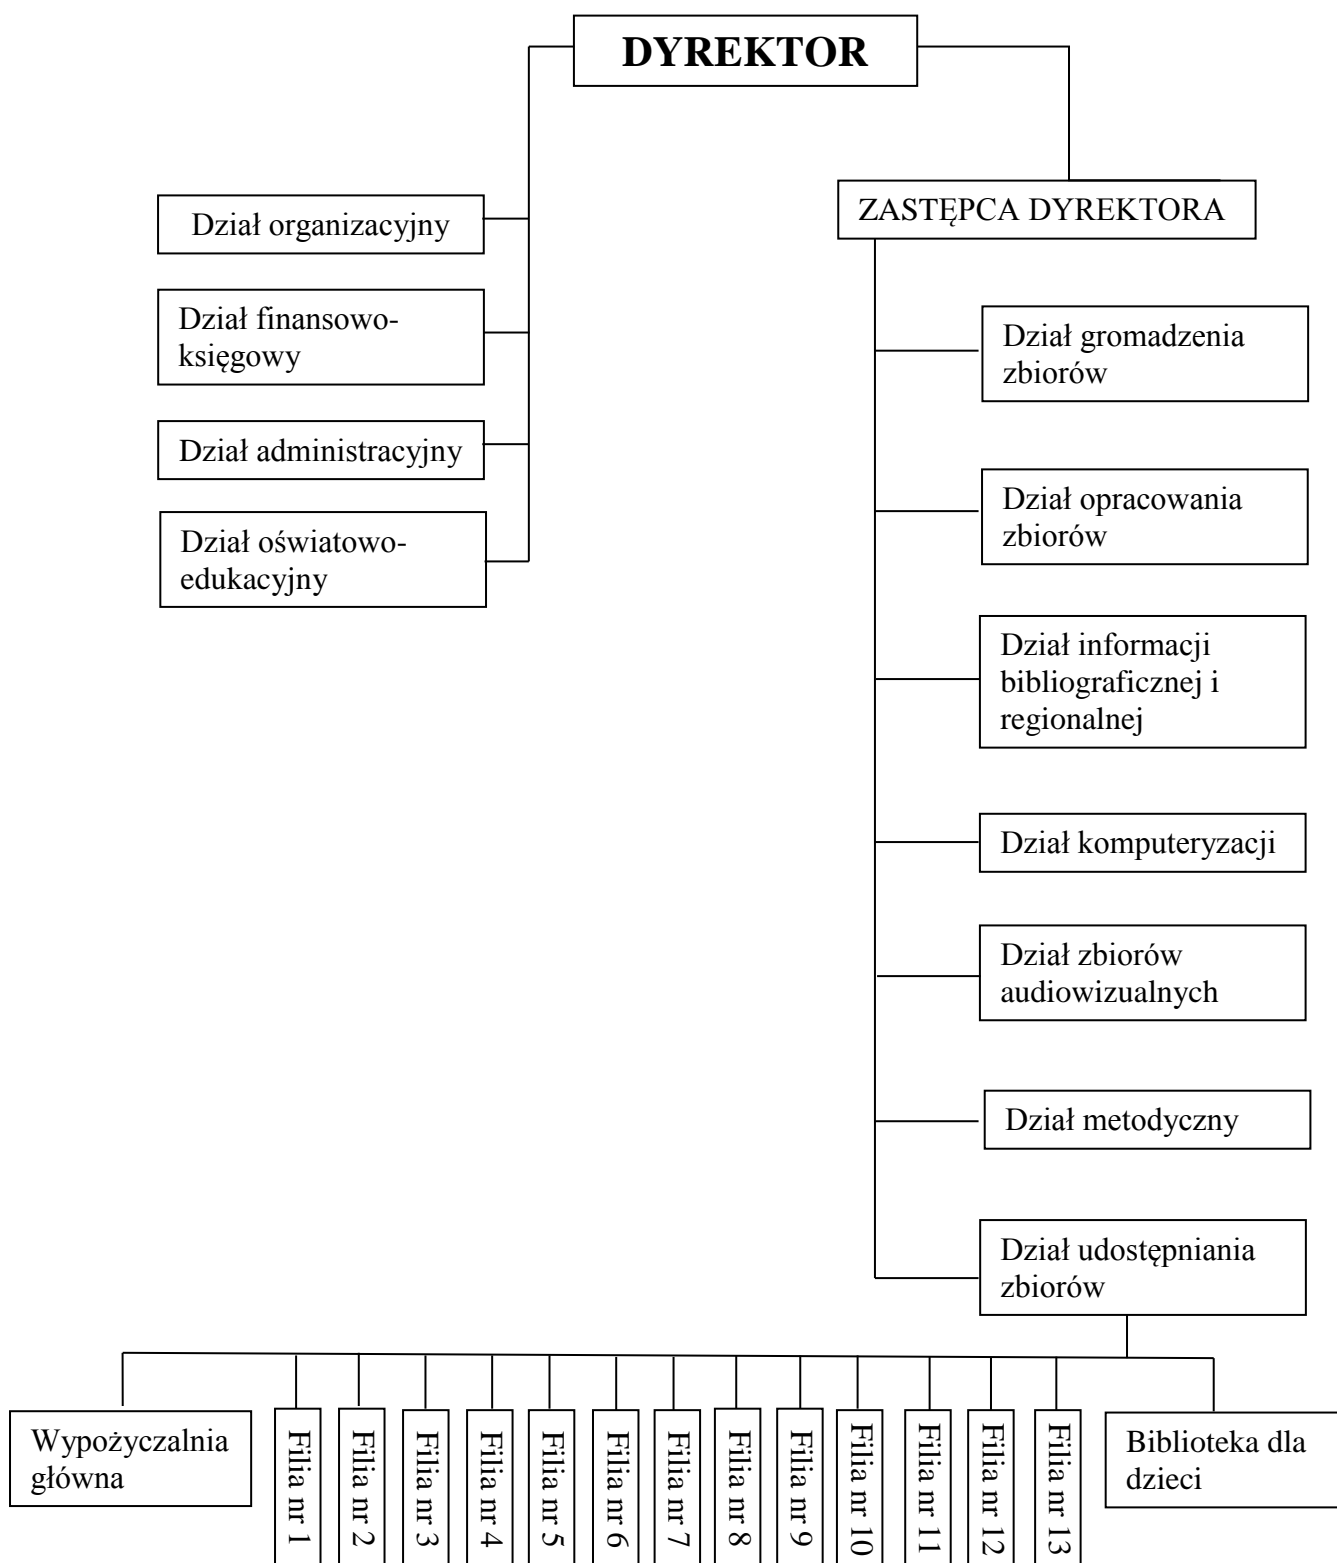 DYREKTOR
ZASTĘPCA DYREKTORA
Dział organizacyjny
Dział finansowo-
księgowy
Dział administracyjny
Dział oświatowo-
edukacyjny
Dział gromadzenia
zbiorów
Dział opracowania
zbiorów
Dział informacji
bibliograficznej i
regionalnej
Dział komputeryzacji
Dział zbiorów
audiowizualnych
Dział metodyczny
Dział udostępniania
zbiorów
Wypożyczalnia
główna
Filia nr 1
Filia nr 2
Filia nr 3
Filia nr 4
Filia nr 5
Filia nr 6
Filia nr 7
Filia nr 8
Filia nr 9
Filia nr 10
Filia nr 11
Filia nr 12
Filia nr 13
Biblioteka dla
dzieci